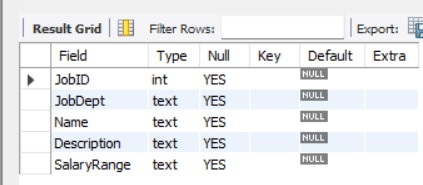 Result Grid Filter Rows: Export:
Field Type Null Key Default Extra
JobID int YES NULL
JobDept text YES NULL
Name text YES NULL
Description text YES NULL
SalaryRange text YES NULL